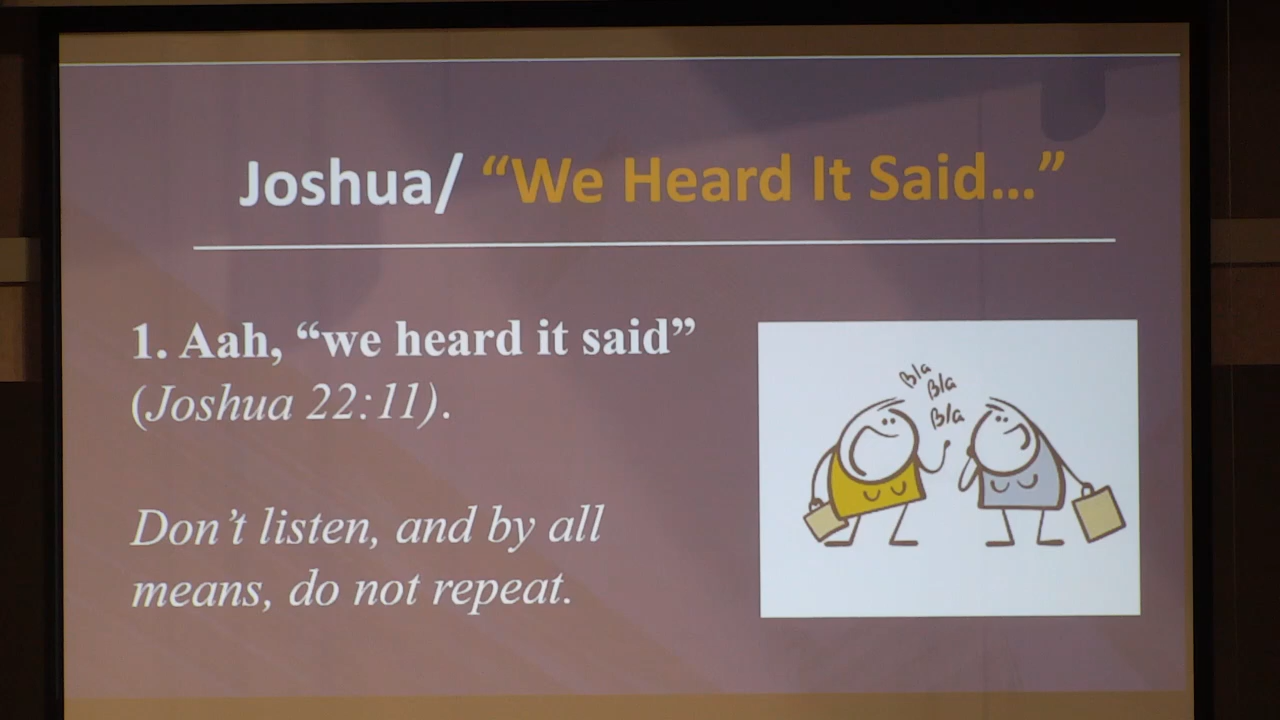 Joshua/ “We Heard It Said...”
1. Aah, “we heard it said”
(Joshua 22:11).
Don’t listen, and by all
means, do not repeat.
Bla
Bla
Bla